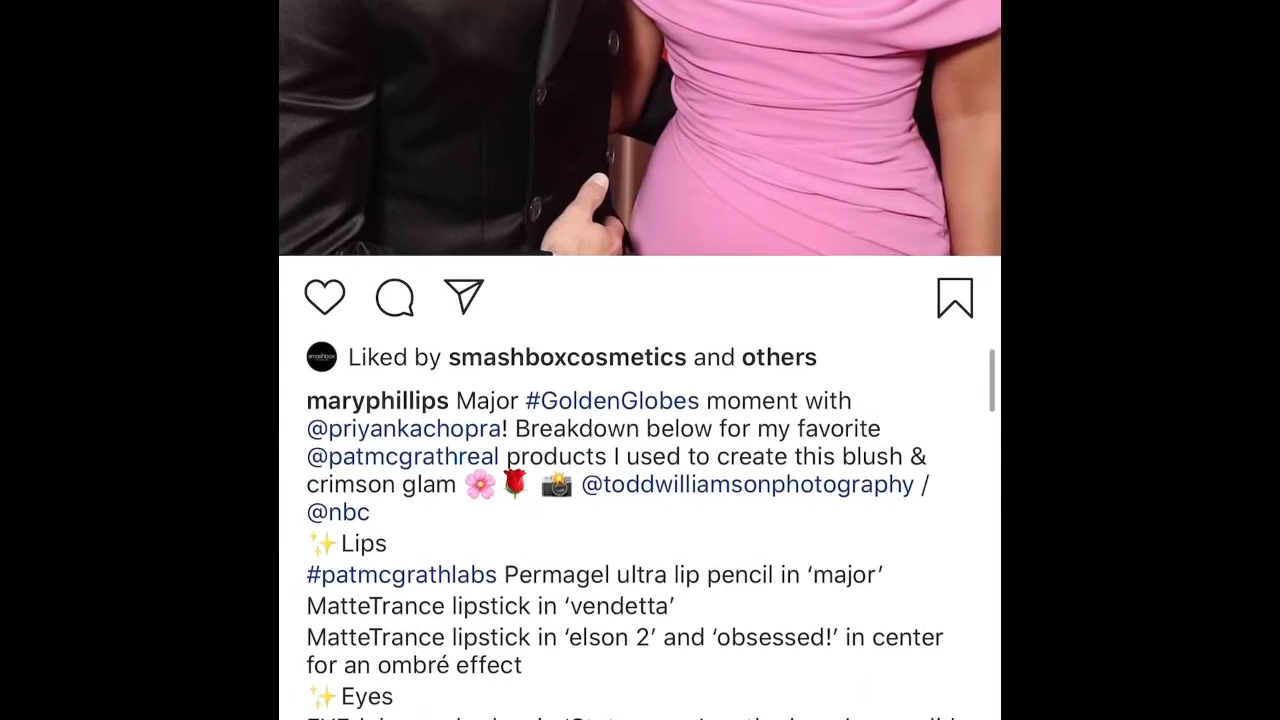 smashbox
Liked by smashboxcosmetics and others
maryphillips Major #GoldenGlobes moment with
@priyankachopra! Breakdown below for my favorite
@patmcgrathreal products I used to create this blush &
crimson glam 🌸🌹 📸 @toddwilliamsonphotography /
@nbc
✨Lips
#patmcgrathlabs Permagel ultra lip pencil in ‘major’
MatteTrance lipstick in ‘vendetta’
MatteTrance lipstick in ‘elson 2’ and ‘obsessed!’ in center
for an ombré effect
✨Eyes